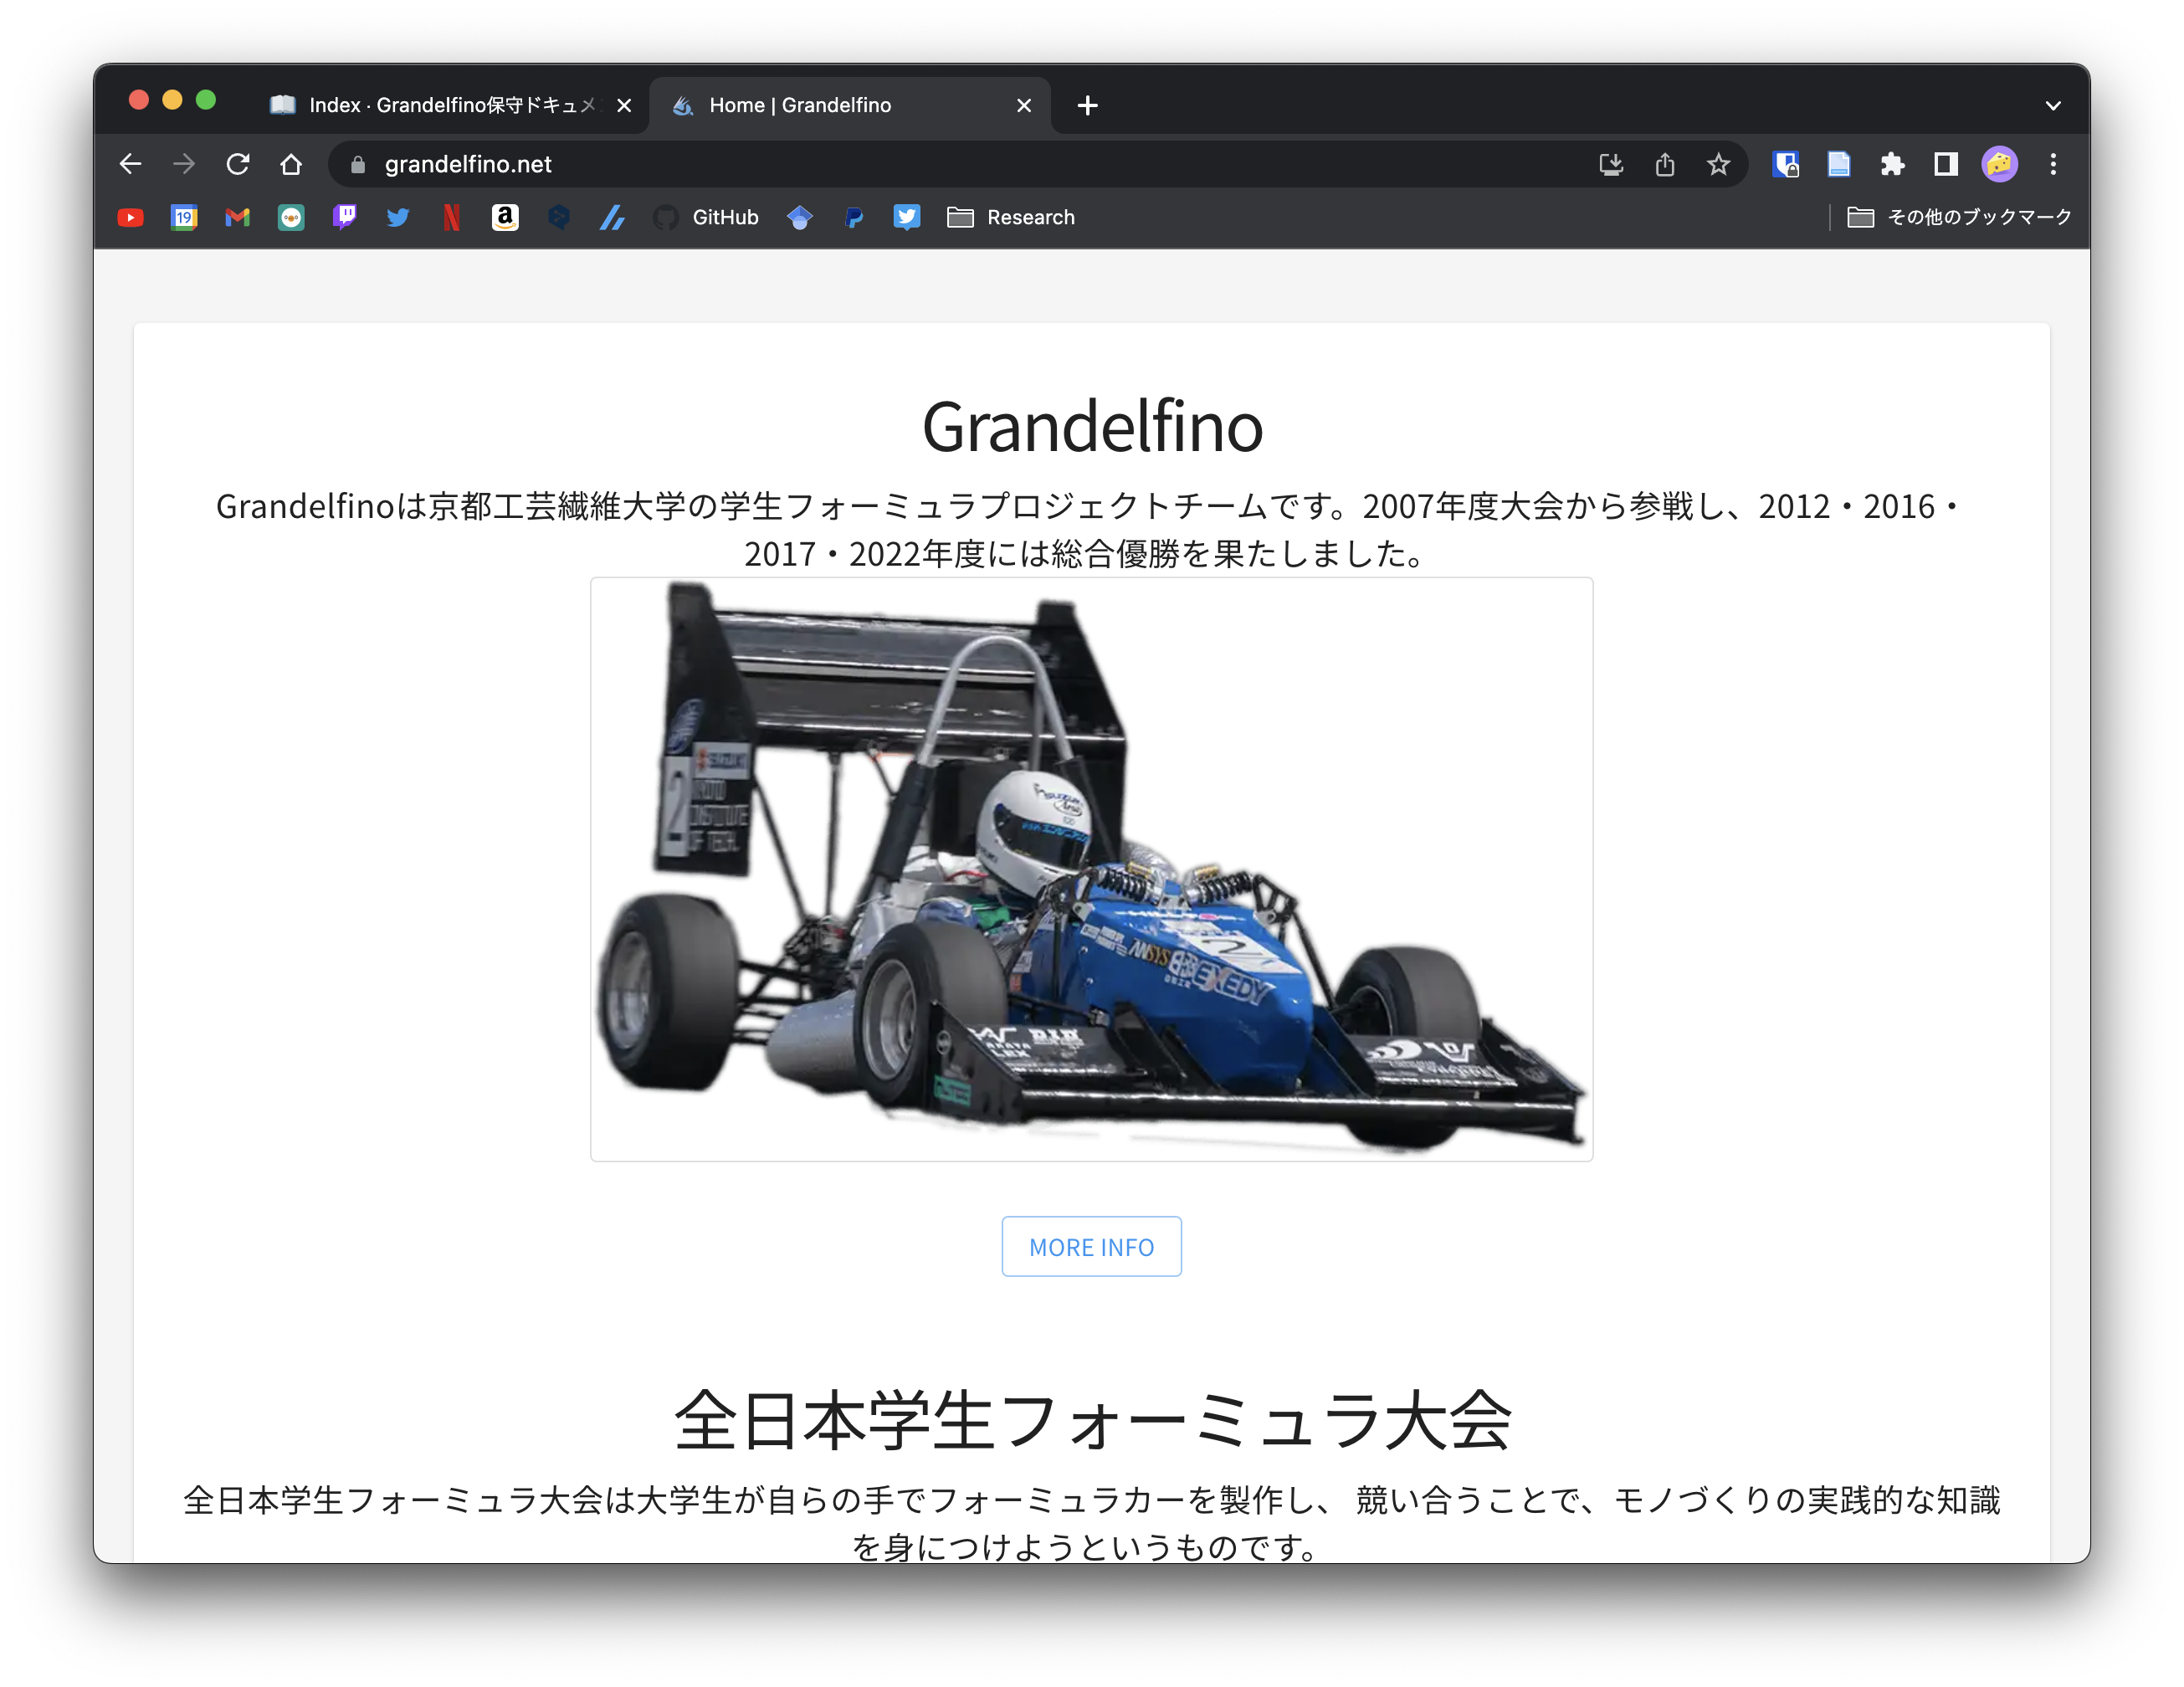 Index · Grandelfino保守ドキュメ
Home | Grandelfino
grandelfino.net
19
GitHub
Research
その他のブックマーク
Grandelfino
Grandelfinoは京都工芸繊維大学の学生フォーミュラプロジェクトチームです。2007年度大会から参戦し、2012・2016・
2017・2022年度には総合優勝を果たしました。
SUZUKI
2
OF TECH.
2
ANSYS
EXEDY
MORE INFO
全日本学生フォーミュラ大会
全日本学生フォーミュラ大会は大学生が自らの手でフォーミュラカーを製作し、 競い合うことで、モノづくりの実践的な知識
を身につけようというものです。